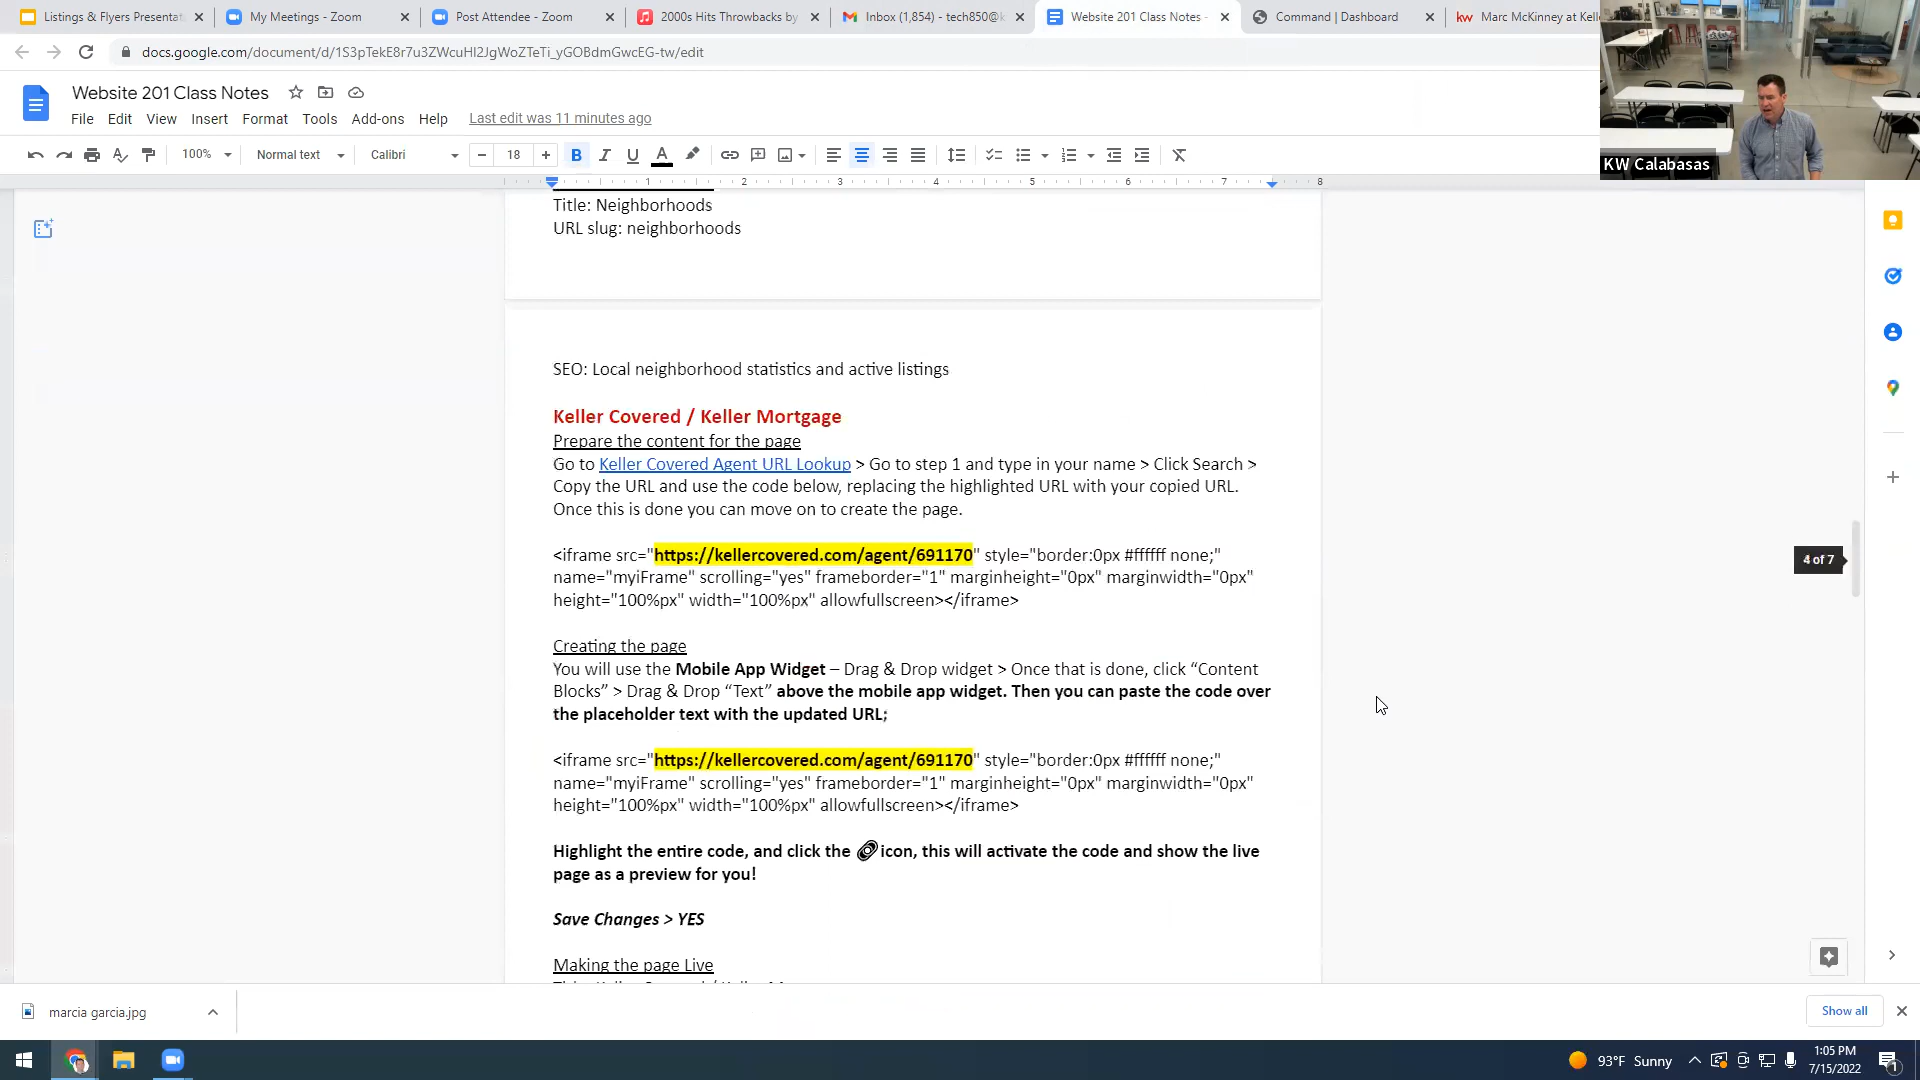 Listings & Flyers Presentat
My Meetings - Zoom
Post Attendee - Zoom
2000s Hits Throwbacks by
Inbox (1,854) - tech850@k
Website 201 Class Notes -
Command | Dashboard
Marc McKinney at Kell
docs.google.com/document/d/1S3pTekE8r7u3ZWcuHI2JgWoZTeTi_yGOBdmGwcEG-tw/edit
Website 201 Class Notes
File Edit View Insert Format Tools Add-ons Help Last edit was 11 minutes ago
100% Normal text Calibri 18
KW Calabasas
1 2 3 4 5 6 7 8
Title: Neighborhoods
URL slug: neighborhoods
SEO: Local neighborhood statistics and active listings
Keller Covered / Keller Mortgage
Prepare the content for the page
Go to Keller Covered Agent URL Lookup > Go to step 1 and type in your name > Click Search >
Copy the URL and use the code below, replacing the highlighted URL with your copied URL.
Once this is done you can move on to create the page.
<iframe src="https://kellercovered.com/agent/691170" style="border:0px #ffffff none;"
name="myiFrame" scrolling="yes" frameborder="1" marginheight="0px" marginwidth="0px"
height="100%px" width="100%px" allowfullscreen></iframe>
4 of 7
Creating the page
You will use the Mobile App Widget – Drag & Drop widget > Once that is done, click “Content
Blocks” > Drag & Drop “Text” above the mobile app widget. Then you can paste the code over
the placeholder text with the updated URL;
<iframe src="https://kellercovered.com/agent/691170" style="border:0px #ffffff none;"
name="myiFrame" scrolling="yes" frameborder="1" marginheight="0px" marginwidth="0px"
height="100%px" width="100%px" allowfullscreen></iframe>
Highlight the entire code, and click the icon, this will activate the code and show the live
page as a preview for you!
Save Changes > YES
Making the page Live
marcia garcia.jpg
Show all
93°F Sunny
1:05 PM
7/15/2022
1